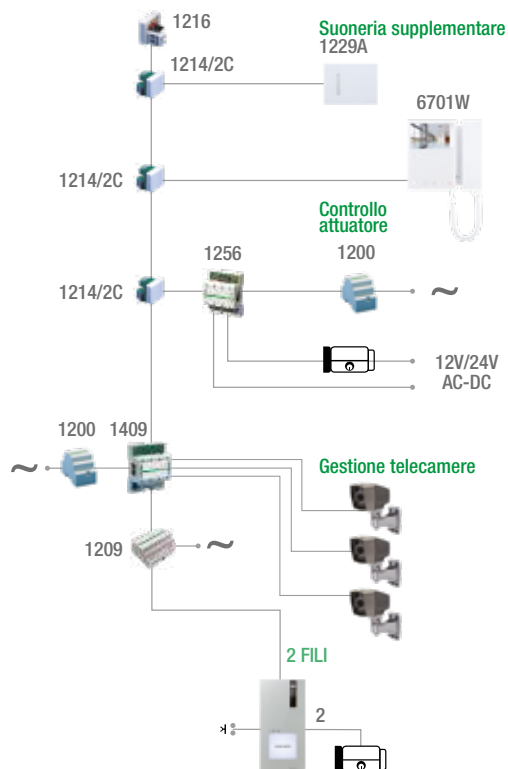 1216
Suoneria supplementare
1229A
1214/2C
6701W
1214/2C
Controllo
attuatore
1256
1200
1214/2C
12V/24V
AC-DC
1200
1409
Gestione telecamere
1209
2 FILI
2